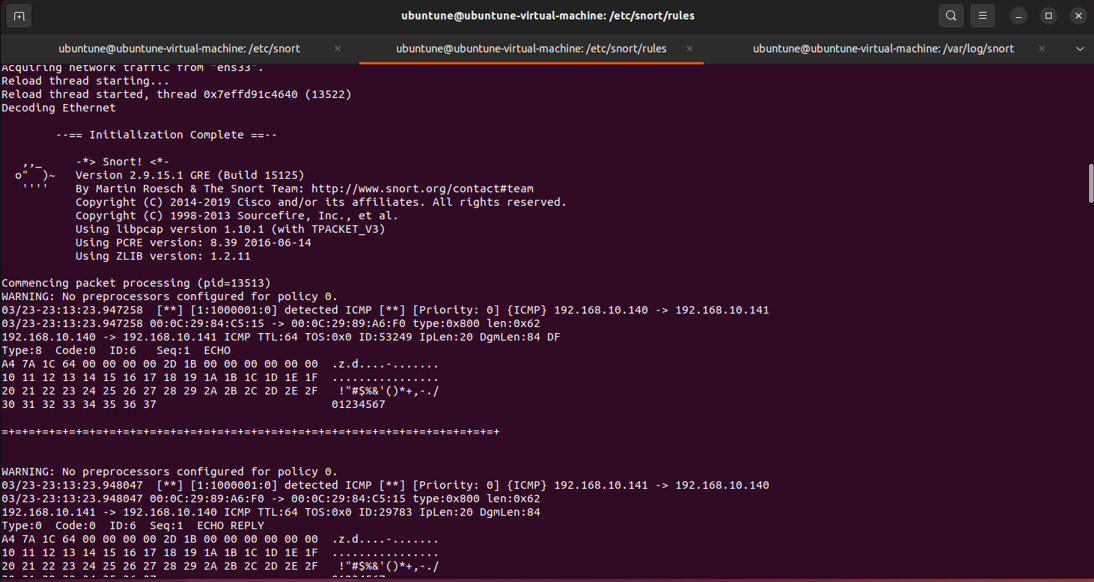 ubuntune@ubuntune-virtual-machine: /etc/snort/rules
ubuntune@ubuntune-virtual-machine: /etc/snort
ubuntune@ubuntune-virtual-machine: /etc/snort/rules
ubuntune@ubuntune-virtual-machine: /var/log/snort
Acquiring network traffic from "ens33".
Reload thread starting...
Reload thread started, thread 0x7effd91c4640 (13522)
Decoding Ethernet
--== Initialization Complete ==--
,,_     -*> Snort! <*-
o"  )~   Version 2.9.15.1 GRE (Build 15125)
''''    By Martin Roesch & The Snort Team: http://www.snort.org/contact#team
Copyright (C) 2014-2019 Cisco and/or its affiliates. All rights reserved.
Copyright (C) 1998-2013 Sourcefire, Inc., et al.
Using libpcap version 1.10.1 (with TPACKET_V3)
Using PCRE version: 8.39 2016-06-14
Using ZLIB version: 1.2.11
Commencing packet processing (pid=13513)
WARNING: No preprocessors configured for policy 0.
03/23-23:13:23.947258  [**] [1:1000001:0] detected ICMP [**] [Priority: 0] {ICMP} 192.168.10.140 -> 192.168.10.141
03/23-23:13:23.947258 00:0C:29:84:C5:15 -> 00:0C:29:89:A6:F0 type:0x800 len:0x62
192.168.10.140 -> 192.168.10.141 ICMP TTL:64 TOS:0x0 ID:53249 IpLen:20 DgmLen:84 DF
Type:8  Code:0  ID:6   Seq:1  ECHO
A4 7A 1C 64 00 00 00 00 2D 1B 00 00 00 00 00 00  .z.d....-.......
10 11 12 13 14 15 16 17 18 19 1A 1B 1C 1D 1E 1F  ................
20 21 22 23 24 25 26 27 28 29 2A 2B 2C 2D 2E 2F   !"#$%&'()*+,-./
30 31 32 33 34 35 36 37                          01234567
=+=+=+=+=+=+=+=+=+=+=+=+=+=+=+=+=+=+=+=+=+=+=+=+=+=+=+=+=+=+=+=+=+=+=+=+=+
WARNING: No preprocessors configured for policy 0.
03/23-23:13:23.948047  [**] [1:1000001:0] detected ICMP [**] [Priority: 0] {ICMP} 192.168.10.141 -> 192.168.10.140
03/23-23:13:23.948047 00:0C:29:89:A6:F0 -> 00:0C:29:84:C5:15 type:0x800 len:0x62
192.168.10.141 -> 192.168.10.140 ICMP TTL:64 TOS:0x0 ID:29783 IpLen:20 DgmLen:84
Type:0  Code:0  ID:6  Seq:1  ECHO REPLY
A4 7A 1C 64 00 00 00 00 2D 1B 00 00 00 00 00 00  .z.d....-.......
10 11 12 13 14 15 16 17 18 19 1A 1B 1C 1D 1E 1F  ................
20 21 22 23 24 25 26 27 28 29 2A 2B 2C 2D 2E 2F   !"#$%&'()*+,-./
30 31 32 33 34 35 36 37                          01234567